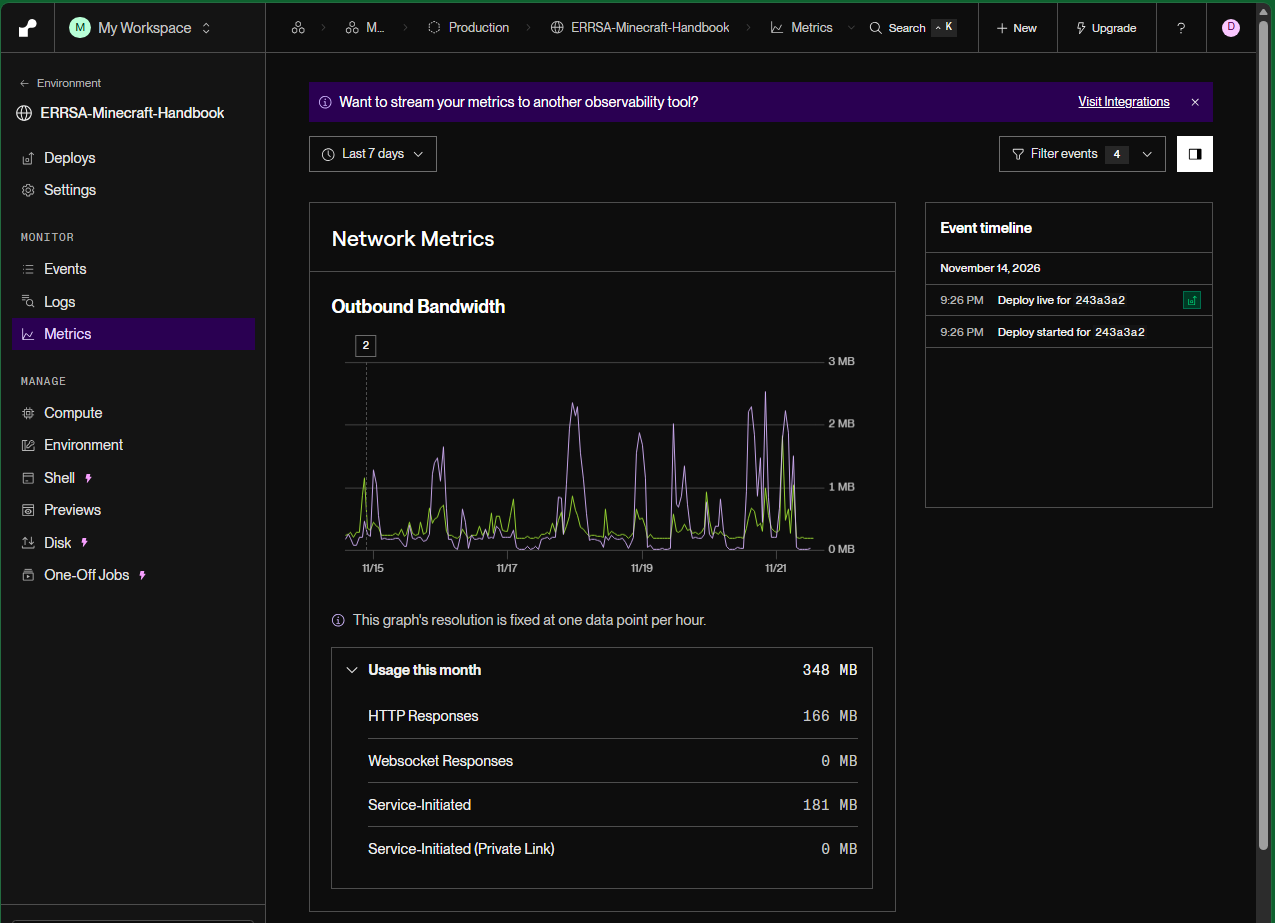 M My Workspace
M...
Production
ERRSA-Minecraft-Handbook
Metrics
Search ^ K
+ New
Upgrade
?
D
← Environment
ERRSA-Minecraft-Handbook
Deploys
Settings
MONITOR
Events
Logs
Metrics
MANAGE
Compute
Environment
Shell
Previews
Disk
One-Off Jobs
Want to stream your metrics to another observability tool?
Visit Integrations ×
Last 7 days
Filter events 4
Network Metrics
Outbound Bandwidth
2
3 MB
2 MB
1 MB
0 MB
11/15 11/17 11/19 11/21
This graph's resolution is fixed at one data point per hour.
Usage this month 348 MB
HTTP Responses 166 MB
Websocket Responses 0 MB
Service-Initiated 181 MB
Service-Initiated (Private Link) 0 MB
Event timeline
November 14, 2026
9:26 PM Deploy live for 243a3a2
9:26 PM Deploy started for 243a3a2